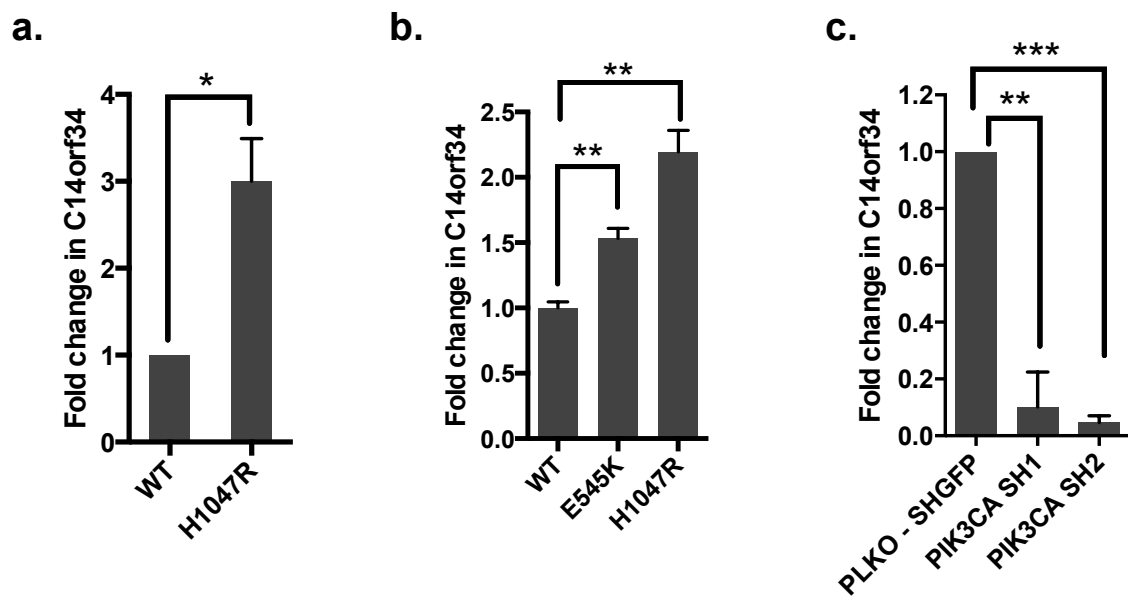 a.
Fold change in C14orf34
4
3
2
1
0
*
WT
H1047R
b.
Fold change in C14orf34
2.5
2.0
1.5
1.0
0.5
0.0
**
**
WT
E545K
H1047R
c.
Fold change in C14orf34
1.2
1.0
0.8
0.6
0.4
0.2
0.0
***
**
PLKO - SHGFP
PIK3CA SH1
PIK3CA SH2